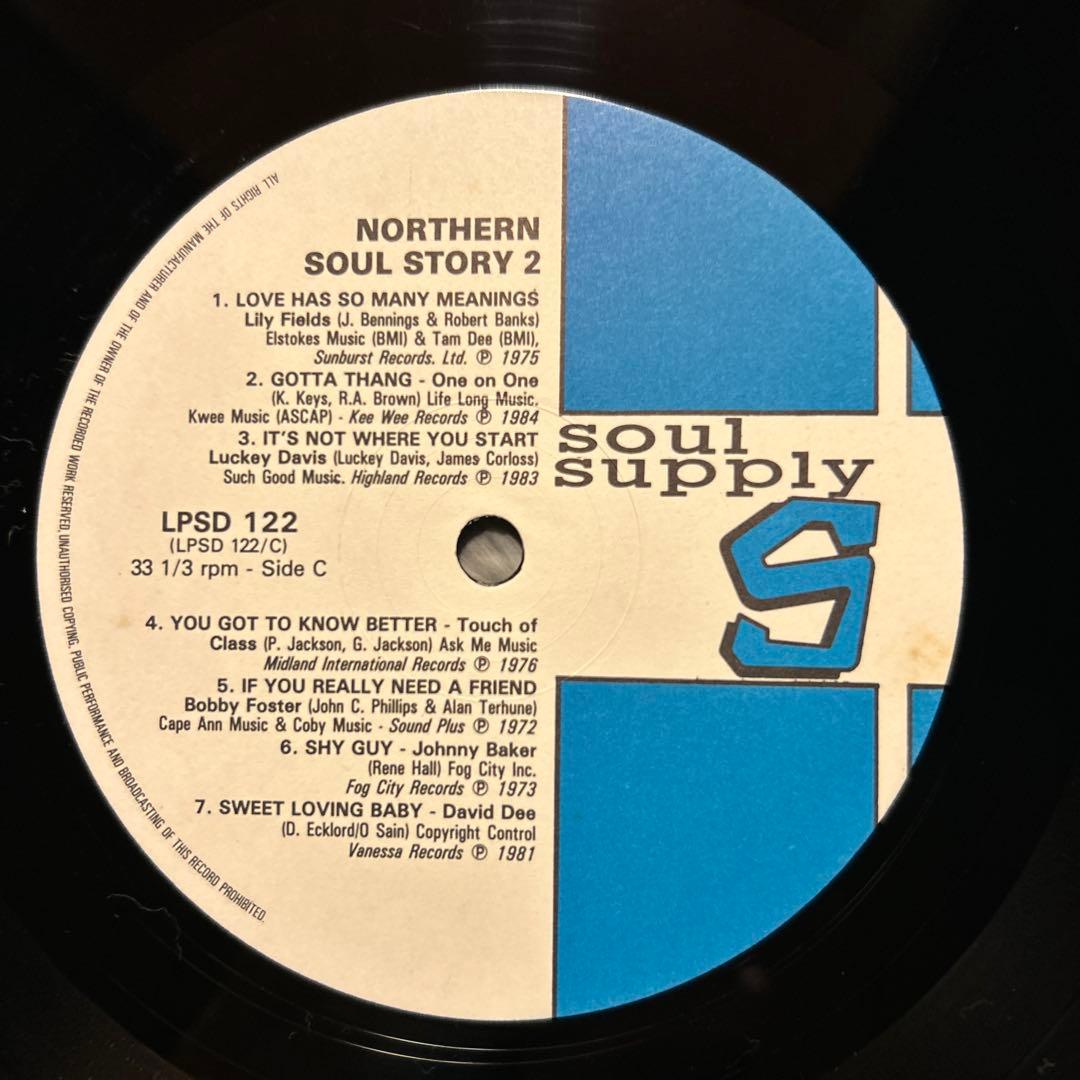 NORTHERN
SOUL STORY 2
1. LOVE HAS SO MANY MEANINGS
Lily Fields (J. Bennings & Robert Banks)
Elstokes Music (BMI) & Tam Dee (BMI),
Sunburst Records. Ltd. ℗ 1975
2. GOTTA THANG - One on One
(K. Keys, R.A. Brown) Life Long Music.
Kwee Music (ASCAP) - Kee Wee Records ℗ 1984
3. IT'S NOT WHERE YOU START
Luckey Davis (Luckey Davis, James Corloss)
Such Good Music. Highland Records ℗ 1983
soul
supply
S
LPSD 122
(LPSD 122/C)
33 1/3 rpm - Side C
4. YOU GOT TO KNOW BETTER - Touch of
Class (P. Jackson, G. Jackson) Ask Me Music
Midland International Records ℗ 1976
5. IF YOU REALLY NEED A FRIEND
Bobby Foster (John C. Phillips & Alan Terhune)
Cape Ann Music & Coby Music - Sound Plus ℗ 1972
6. SHY GUY - Johnny Baker
(Rene Hall) Fog City Inc.
Fog City Records ℗ 1973
7. SWEET LOVING BABY - David Dee
(D. Ecklord/O Sain) Copyright Control
Vanessa Records ℗ 1981
ALL RIGHTS OF THE MANUFACTURER AND OF THE OWNER OF THE RECORDED WORK RESERVED. UNAUTHORISED COPYING. PUBLIC PERFORMANCE AND BROADCASTING OF THIS RECORD PROHIBITED.